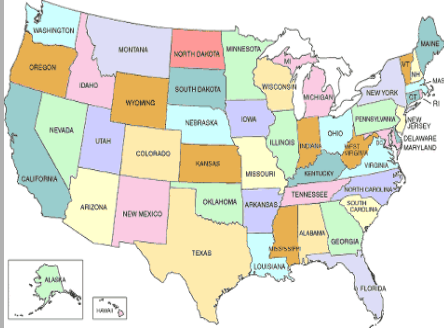 WASHINGTON
MONTANA
NORTH DAKOTA
MINNESOTA
MAINE
OREGON
IDAHO
WYOMING
SOUTH DAKOTA
WISCONSIN
MI
MICHIGAN
VT
NH
NEW YORK
MAS
CT
RI
NEVADA
UTAH
COLORADO
NEBRASKA
IOWA
ILLINOIS
INDIANA
OHIO
PENNSYLVANIA
NEW
JERSEY
DELAWARE
MARYLAND
DC
WEST
VIRGINIA
VIRGINIA
CALIFORNIA
KANSAS
MISSOURI
KENTUCKY
ARIZONA
NEW MEXICO
OKLAHOMA
ARKANSAS
TENNESSEE
NORTH CAROLINA
SOUTH
CAROLINA
TEXAS
LOUISIANA
MISSISSIPPI
ALABAMA
GEORGIA
FLORIDA
ALASKA
HAWAII